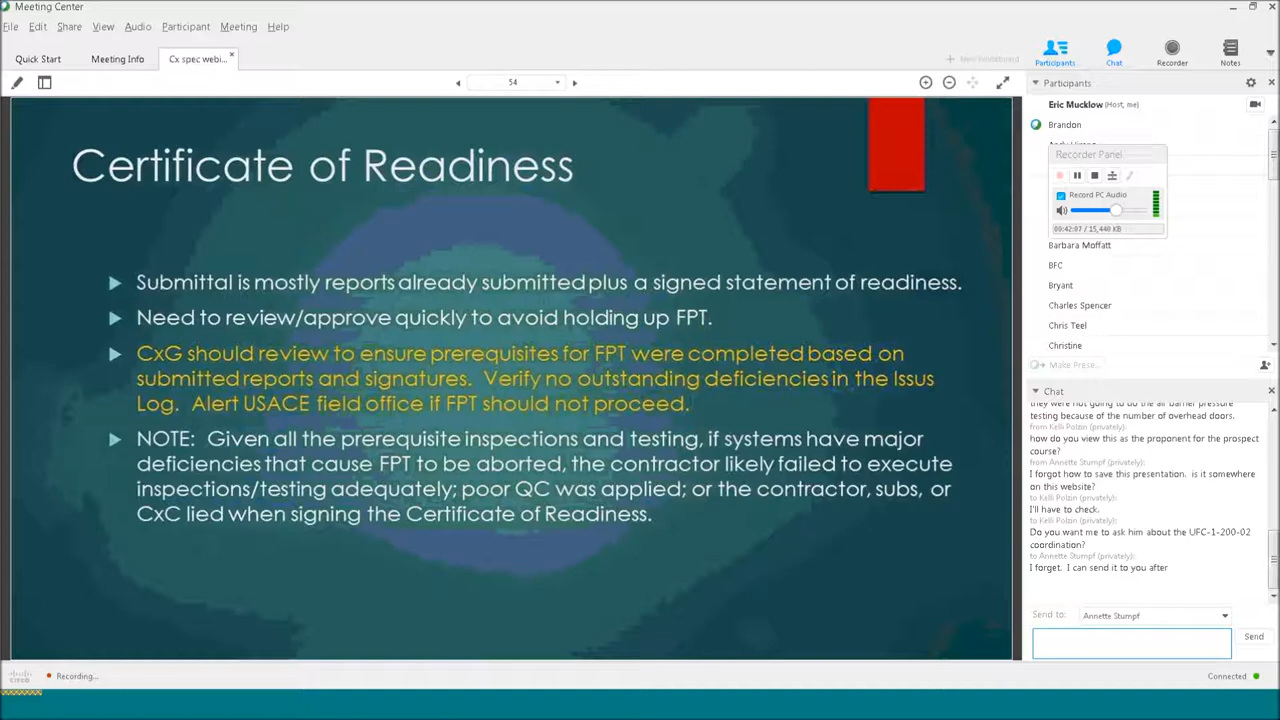 Meeting Center
File Edit Share View Audio Participant Meeting Help
Quick Start Meeting Info Cx spec webi...
New Whiteboard
Participants Chat Recorder Notes
54
Certificate of Readiness
Submittal is mostly reports already submitted plus a signed statement of readiness.
Need to review/approve quickly to avoid holding up FPT.
CxG should review to ensure prerequisites for FPT were completed based on
submitted reports and signatures. Verify no outstanding deficiencies in the Issus
Log. Alert USACE field office if FPT should not proceed.
NOTE: Given all the prerequisite inspections and testing, if systems have major
deficiencies that cause FPT to be aborted, the contractor likely failed to execute
inspections/testing adequately; poor QC was applied; or the contractor, subs, or
CxC lied when signing the Certificate of Readiness.
Participants
Eric Mucklow (Host, me)
Brandon
Recorder Panel
Record PC Audio
00:42:07 / 15,440 KB
Barbara Moffatt
BFC
Bryant
Charles Spencer
Chris Teel
Christine
Make Prese...
Chat
they were not going to do the air barrier pressure
testing because of the number of overhead doors.
from Kelli Polzin (privately):
how do you view this as the proponent for the prospect
course?
from Annette Stumpf (privately):
I forgot how to save this presentation. is it somewhere
on this website?
to Kelli Polzin (privately):
I'll have to check.
to Kelli Polzin (privately):
Do you want me to ask him about the UFC-1-200-02
coordination?
to Annette Stumpf (privately):
I forget. I can send it to you after
Send to: Annette Stumpf
Send
cisco
Recording...
Connected